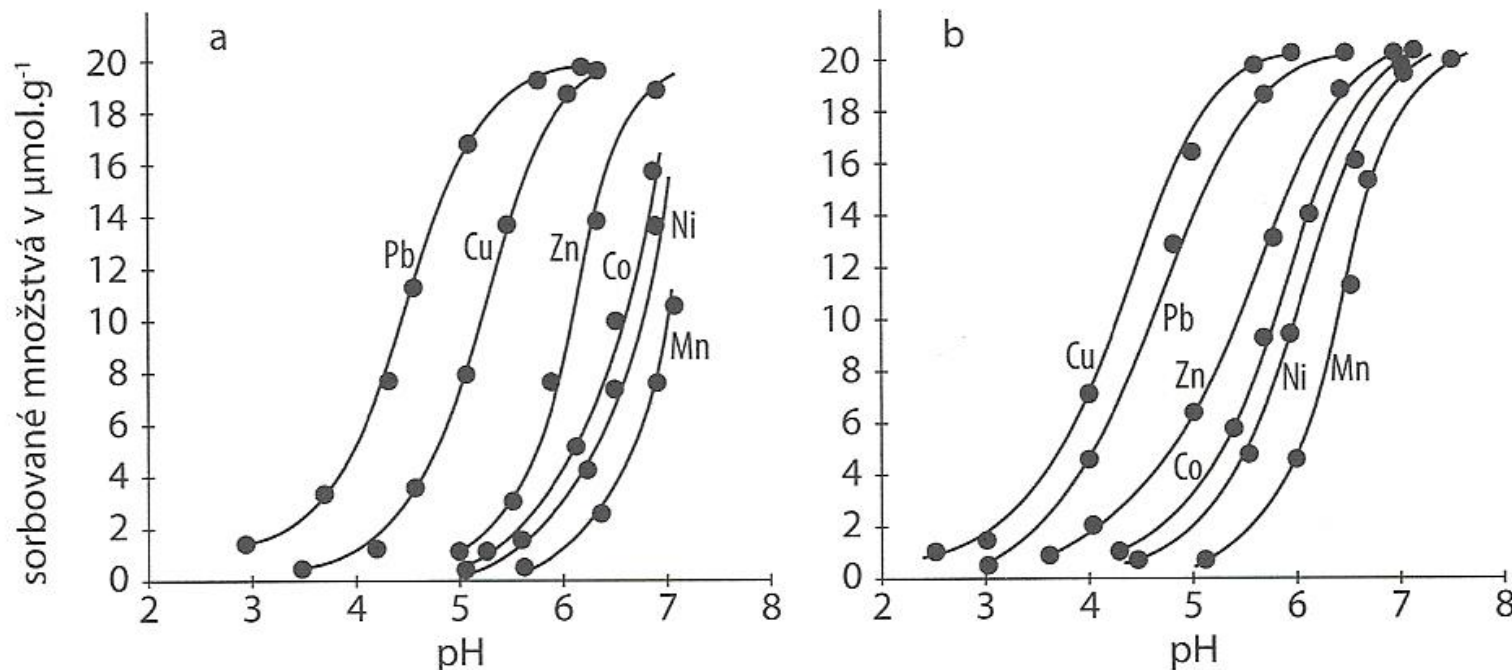 a
sorbované množstvá v µmol.g⁻¹
20
18
16
14
12
10
8
6
4
2
0
2 3 4 5 6 7 8
pH
Pb
Cu
Zn
Co
Ni
Mn
b
20
18
16
14
12
10
8
6
4
2
0
2 3 4 5 6 7 8
pH
Cu
Pb
Zn
Co
Ni
Mn